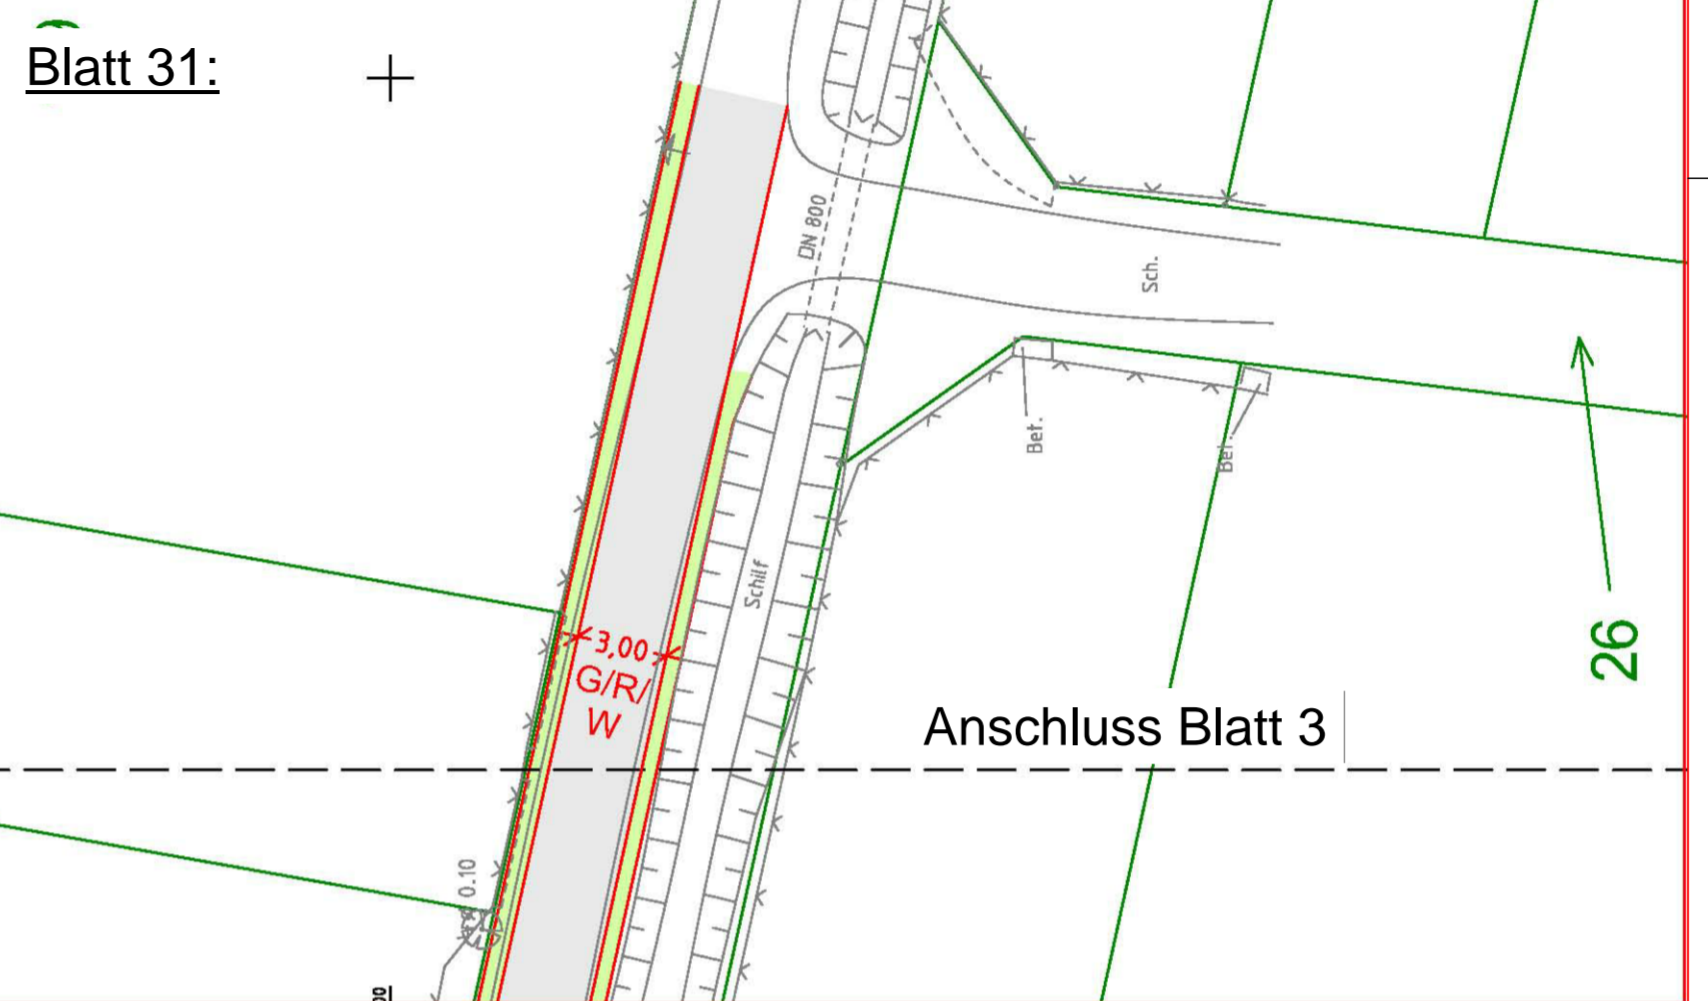 Blatt 31:
DN 800
Sch.
Bet.
Bet.
Schilf
3,00
G/R/
W
26
Anschluss Blatt 3
0.10